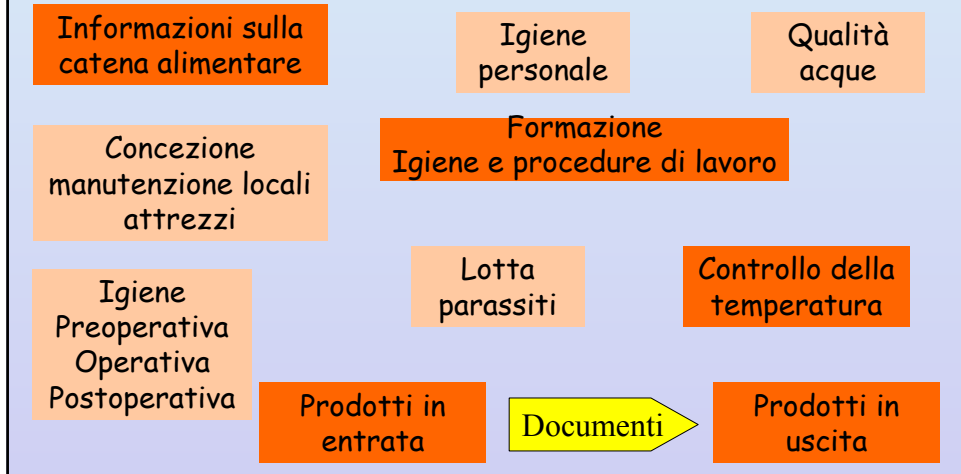 Informazioni sulla
catena alimentare
Igiene
personale
Qualità
acque
Concezione
manutenzione locali
attrezzi
Formazione
Igiene e procedure di lavoro
Igiene
Preoperativa
Operativa
Postoperativa
Lotta
parassiti
Controllo della
temperatura
Prodotti in
entrata
Documenti
Prodotti in
uscita